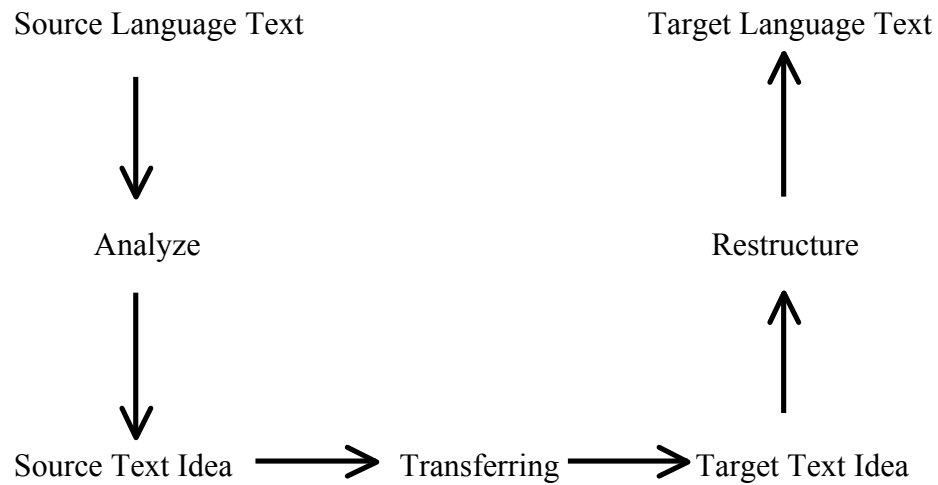 Source Language Text
Target Language Text
Analyze
Restructure
Source Text Idea
Transferring
Target Text Idea